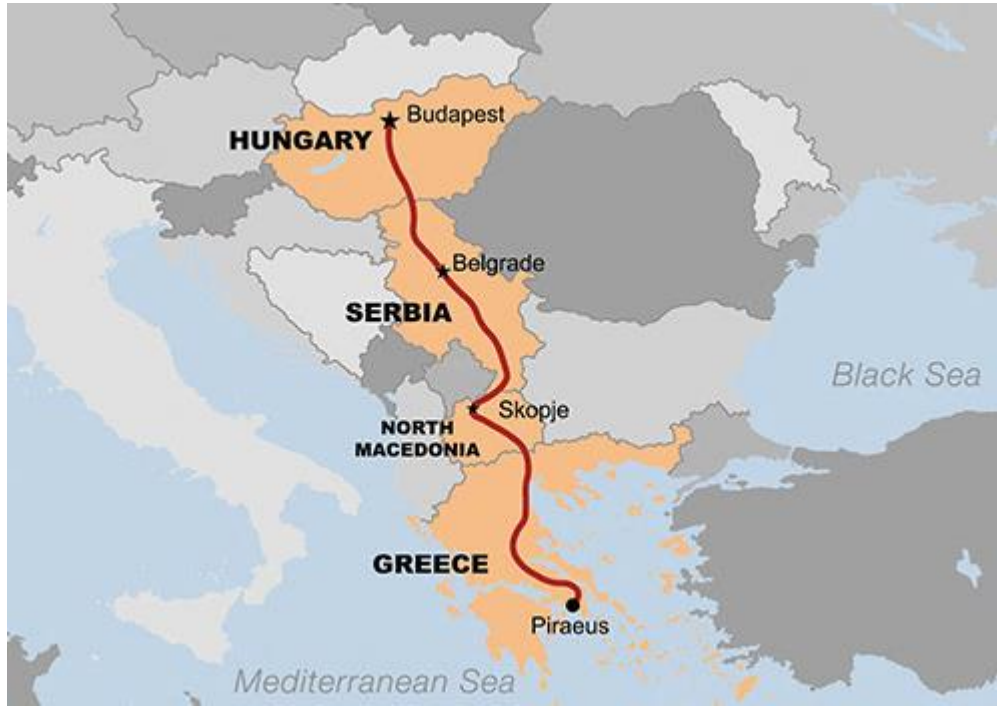 Budapest
HUNGARY
Belgrade
SERBIA
Black Sea
Skopje
NORTH
MACEDONIA
GREECE
Piraeus
Mediterranean Sea